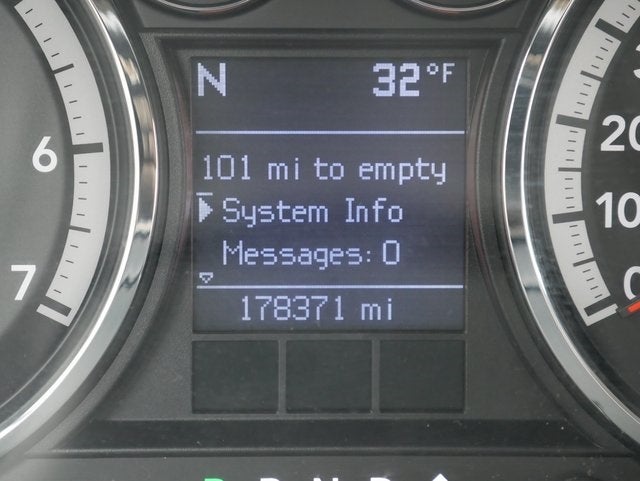 N 32°F
101 mi to empty
System Info
Messages: 0
178371 mi
6
7
20
10
0
P R N D